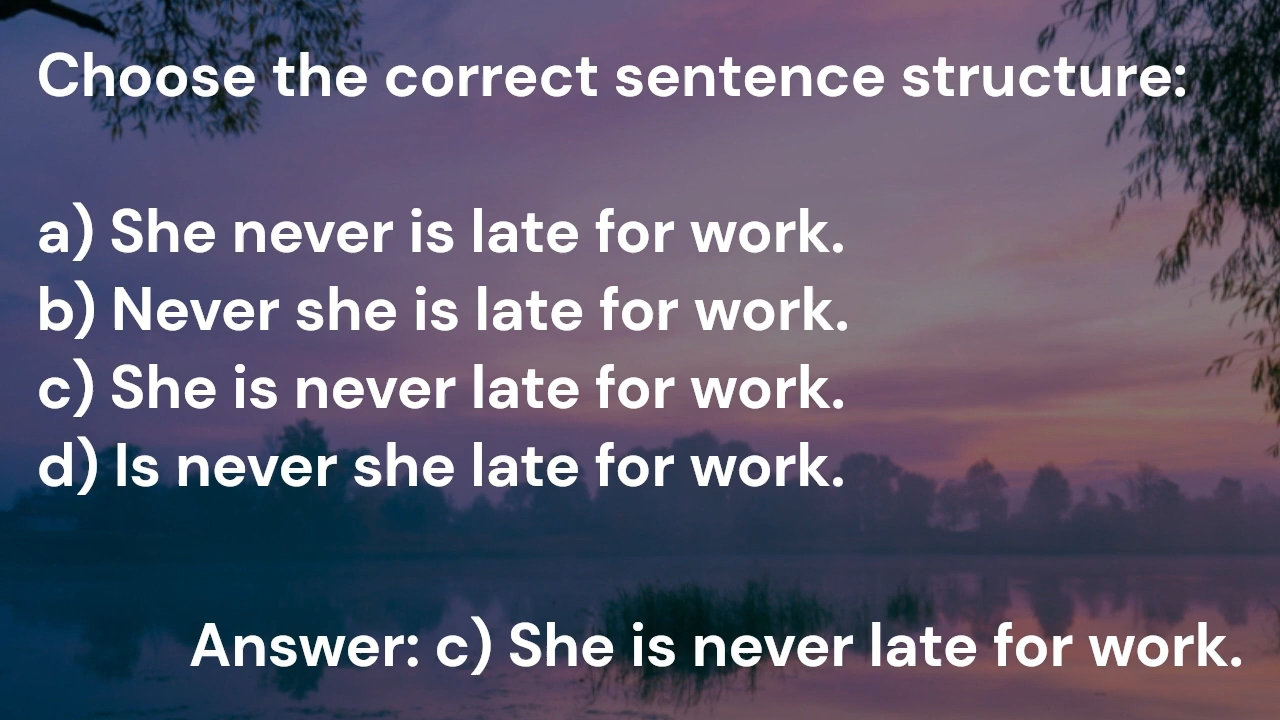 Choose the correct sentence structure:
a) She never is late for work.
b) Never she is late for work.
c) She is never late for work.
d) Is never she late for work.
Answer: c) She is never late for work.